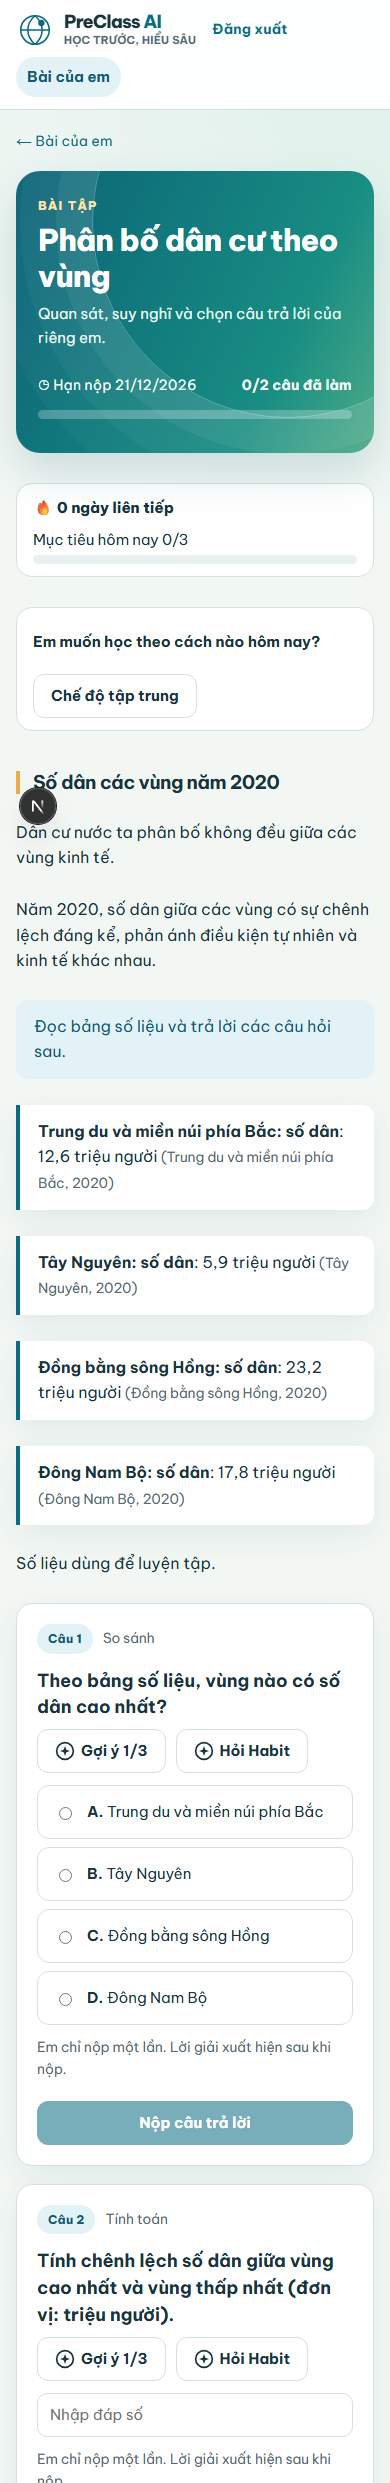 PreClass AI
HỌC TRƯỚC, HIỂU SÂU
Đăng xuất
Bài của em
← Bài của em
BÀI TẬP
Phân bố dân cư theo
vùng
Quan sát, suy nghĩ và chọn câu trả lời của
riêng em.
Hạn nộp 21/12/2026
0/2 câu đã làm
0 ngày liên tiếp
Mục tiêu hôm nay 0/3
Em muốn học theo cách nào hôm nay?
Chế độ tập trung
Số dân các vùng năm 2020
N
Dân cư nước ta phân bố không đều giữa các
vùng kinh tế.
Năm 2020, số dân giữa các vùng có sự chênh
lệch đáng kể, phản ánh điều kiện tự nhiên và
kinh tế khác nhau.
Đọc bảng số liệu và trả lời các câu hỏi
sau.
Trung du và miền núi phía Bắc: số dân:
12,6 triệu người (Trung du và miền núi phía
Bắc, 2020)
Tây Nguyên: số dân: 5,9 triệu người (Tây
Nguyên, 2020)
Đồng bằng sông Hồng: số dân: 23,2
triệu người (Đồng bằng sông Hồng, 2020)
Đông Nam Bộ: số dân: 17,8 triệu người
(Đông Nam Bộ, 2020)
Số liệu dùng để luyện tập.
Câu 1 So sánh
Theo bảng số liệu, vùng nào có số
dân cao nhất?
Gợi ý 1/3
Hỏi Habit
A. Trung du và miền núi phía Bắc
B. Tây Nguyên
C. Đồng bằng sông Hồng
D. Đông Nam Bộ
Em chỉ nộp một lần. Lời giải xuất hiện sau khi
nộp.
Nộp câu trả lời
Câu 2 Tính toán
Tính chênh lệch số dân giữa vùng
cao nhất và vùng thấp nhất (đơn
vị: triệu người).
Gợi ý 1/3
Hỏi Habit
Nhập đáp số
Em chỉ nộp một lần. Lời giải xuất hiện sau khi
nộp.